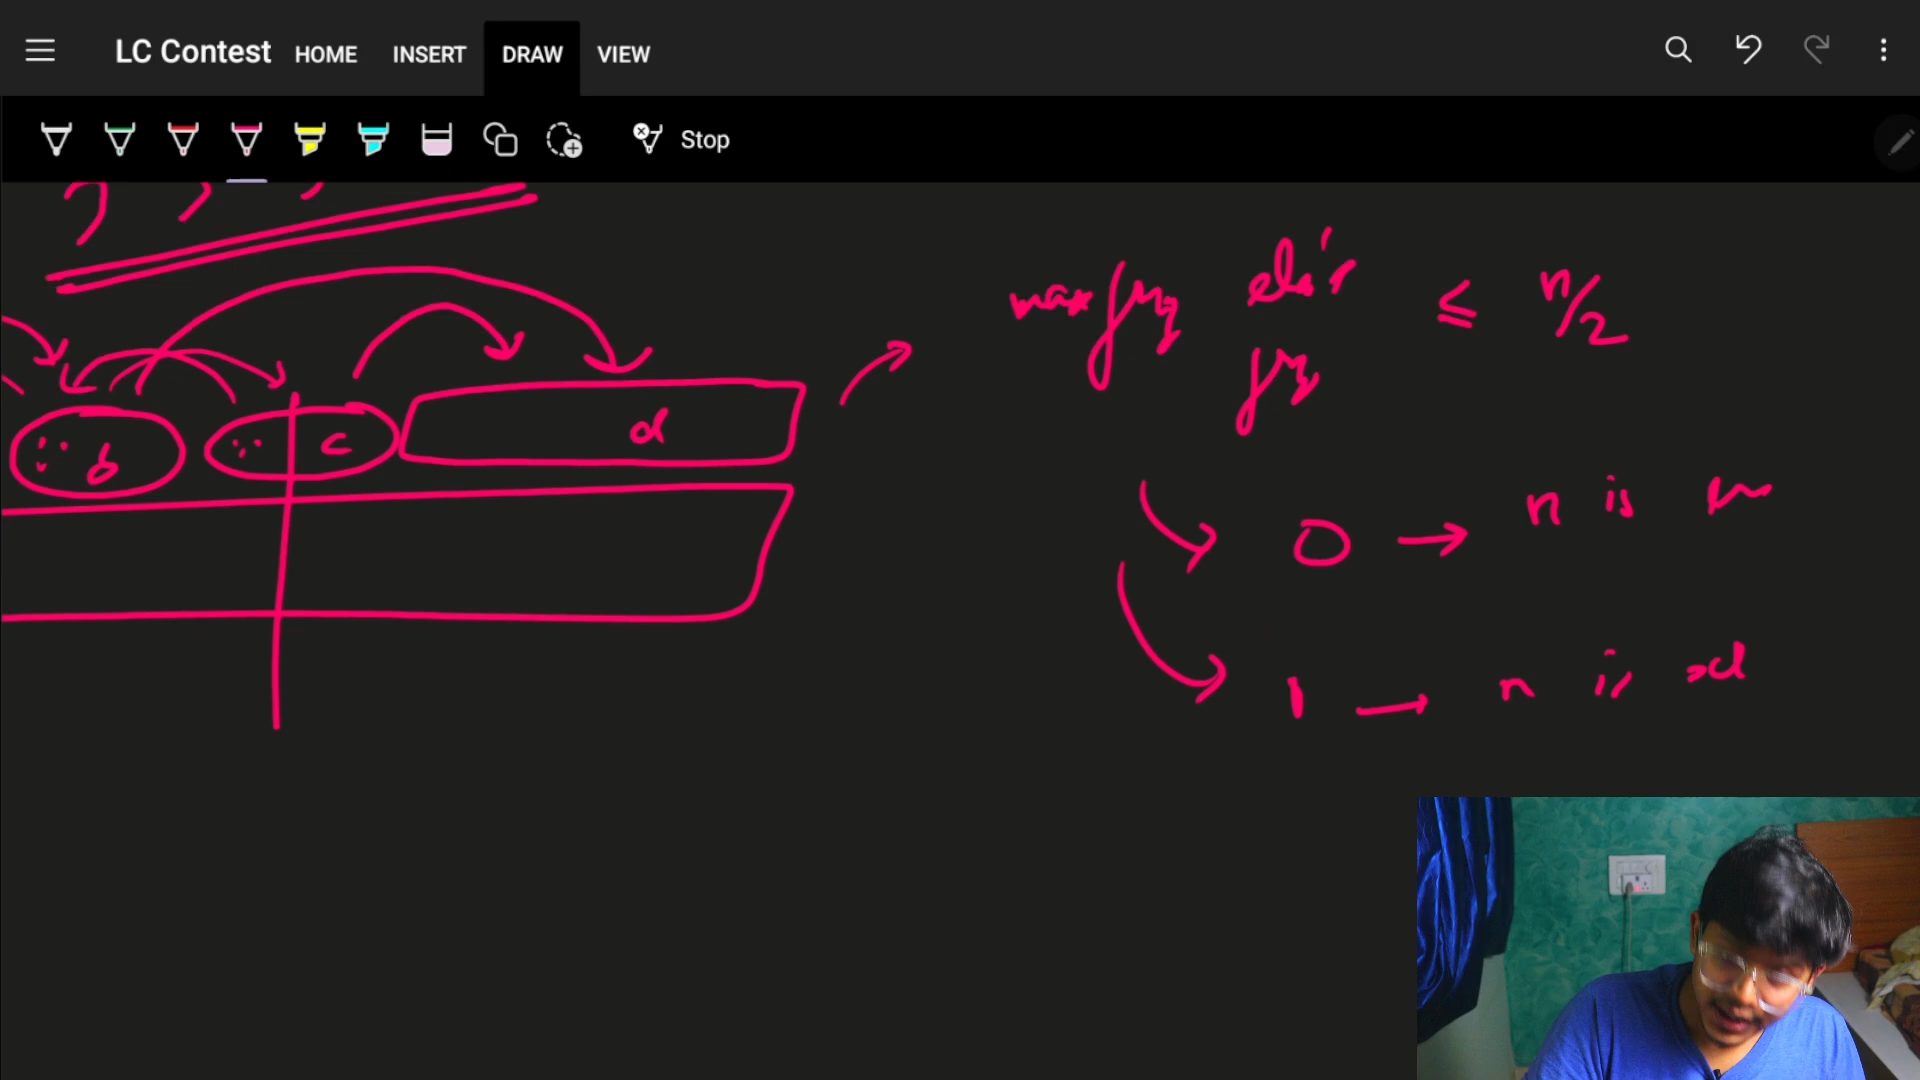 LC Contest HOME INSERT DRAW VIEW
Stop
max frq ele's ≤ n/2
frq
b c d
0 → n is
1 → n is odd